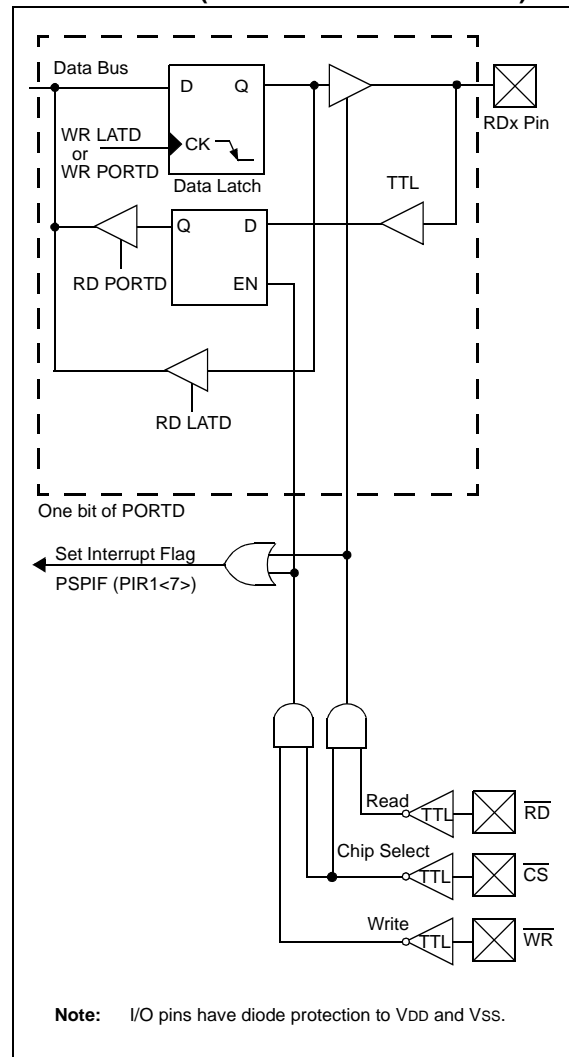 Data Bus
D Q
RDx Pin
WR LATD
or
WR PORTD
CK
Data Latch
TTL
Q D
RD PORTD
EN
RD LATD
One bit of PORTD
Set Interrupt Flag
PSPIF (PIR1<7>)
Read
TTL
RD
Chip Select
TTL
CS
Write
TTL
WR
Note: I/O pins have diode protection to VDD and VSS.